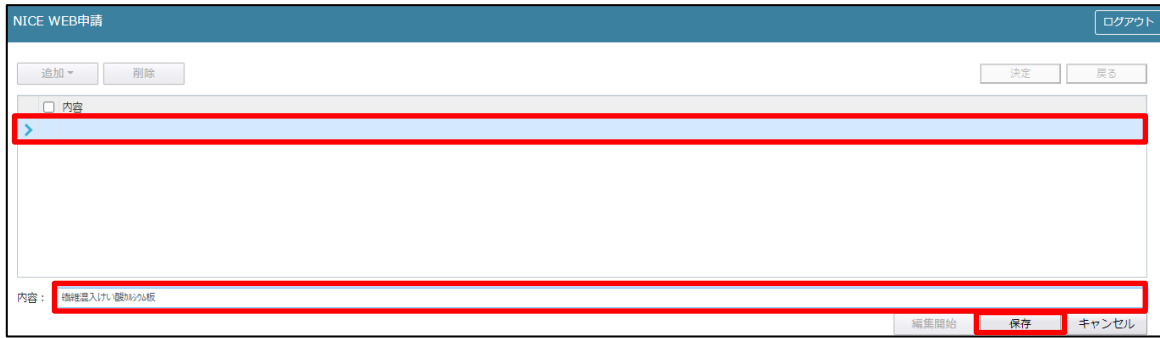 NICE WEB申請 ログアウト
追加 削除 決定 戻る
内容
内容： 繊維混入けい酸ｶﾙｼｳﾑ板
編集開始 保存 キャンセル